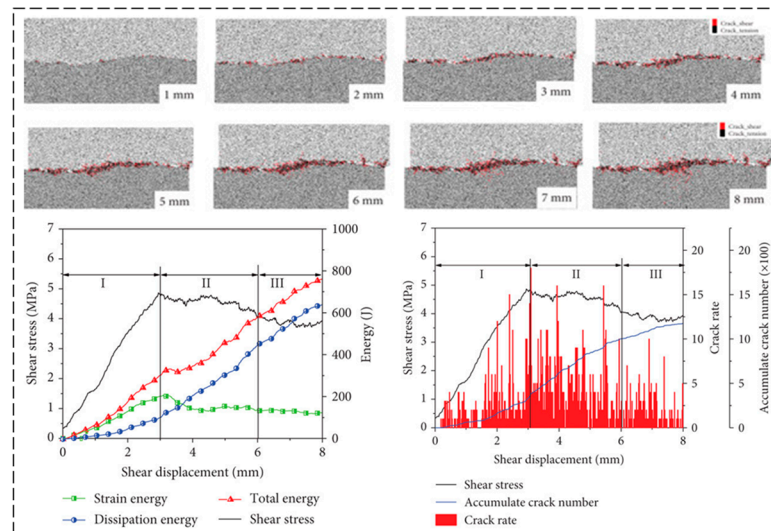 Crack_shear
Crack_tension
1 mm
2 mm
3 mm
4 mm
Crack_shear
Crack_tension
5 mm
6 mm
7 mm
8 mm
7
6
5
4
3
2
1
0
Shear stress (MPa)
I
II
III
1000
800
600
400
200
0
Energy (J)
0 2 4 6 8
Shear displacement (mm)
Strain energy
Total energy
Dissipation energy
Shear stress
7
6
5
4
3
2
1
0
Shear stress (MPa)
I
II
III
20
15
10
5
0
Crack rate
20
15
10
5
0
Accumulate crack number (×100)
0 2 4 6 8
Shear displacement (mm)
Shear stress
Accumulate crack number
Crack rate